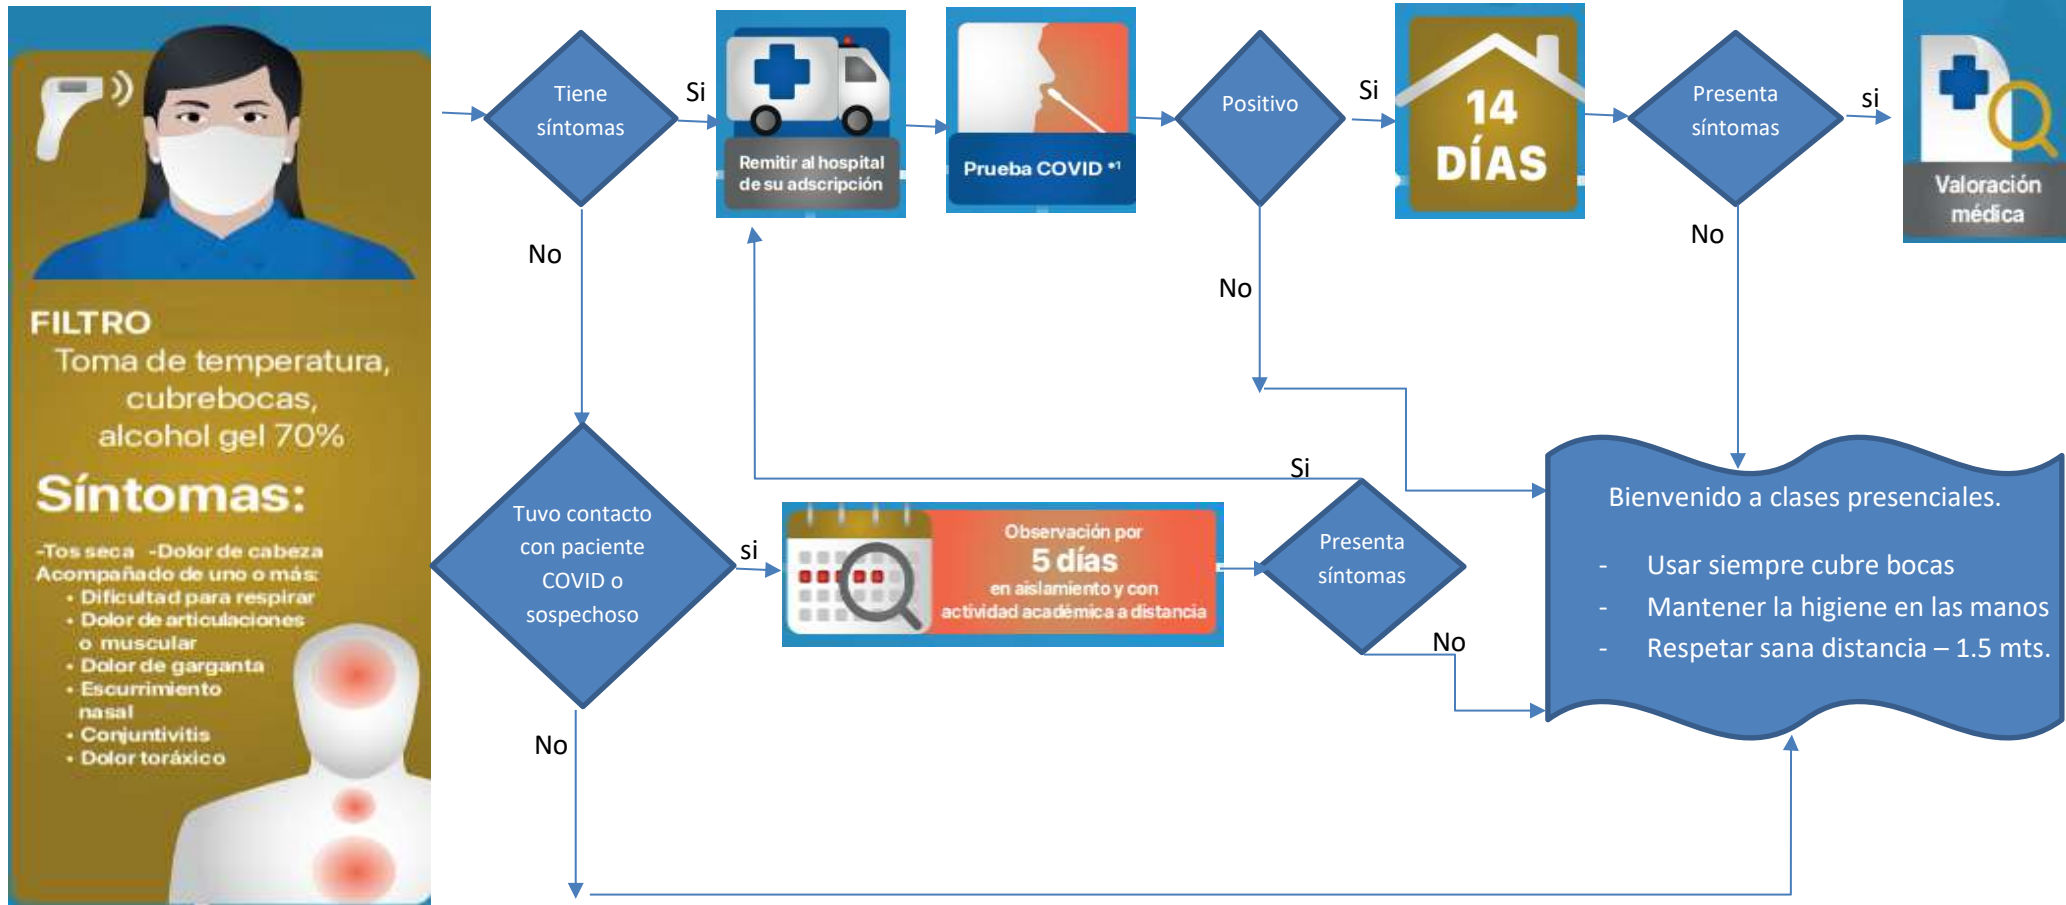 FILTRO
Toma de temperatura,
cubrebocas,
alcohol gel 70%
Síntomas:
-Tos seca -Dolor de cabeza
Acompañado de uno o más:
• Dificultad para respirar
• Dolor de articulaciones
o muscular
• Dolor de garganta
• Escurrimiento
nasal
• Conjuntivitis
• Dolor toráxico
Tiene
síntomas
Si
No
Remitir al hospital
de su adscripción
Prueba COVID *1
Positivo
Si
No
14
DÍAS
Presenta
síntomas
si
No
Valoración
médica
Tuvo contacto
con paciente
COVID o
sospechoso
si
No
Observación por
5 días
en aislamiento y con
actividad académica a distancia
Si
Presenta
síntomas
No
Bienvenido a clases presenciales.
- Usar siempre cubre bocas
- Mantener la higiene en las manos
- Respetar sana distancia – 1.5 mts.